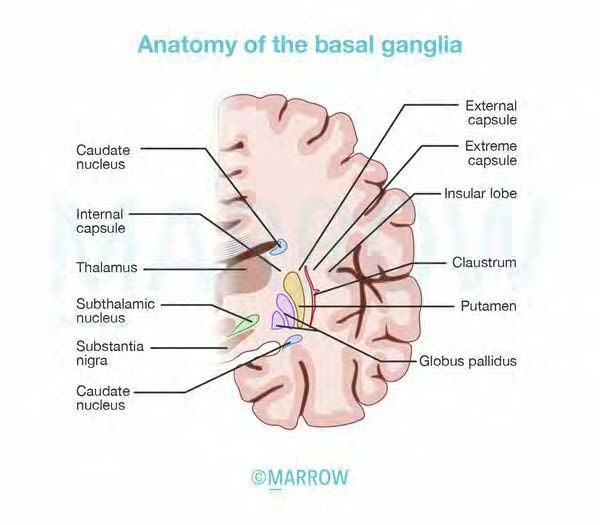 Anatomy of the basal ganglia
Caudate
nucleus
Internal
capsule
Thalamus
Subthalamic
nucleus
Substantia
nigra
Caudate
nucleus
External
capsule
Extreme
capsule
Insular lobe
Claustrum
Putamen
Globus pallidus
MARROW
©MARROW